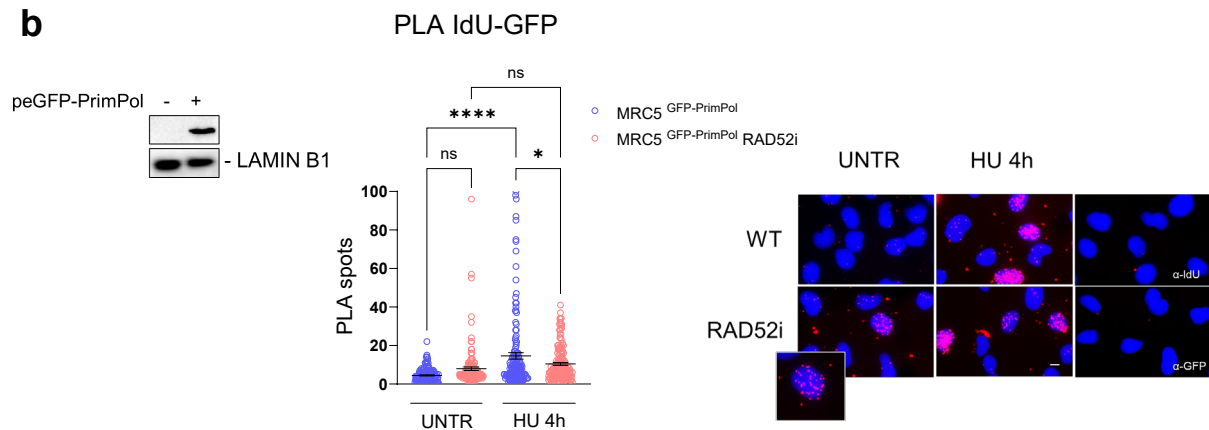 b
PLA IdU-GFP
peGFP-PrimPol - +
- LAMIN B1
ns
****
ns
*
MRC5 GFP-PrimPol
MRC5 GFP-PrimPol RAD52i
PLA spots
100
80
60
40
20
0
UNTR
HU 4h
UNTR
HU 4h
WT
α-IdU
RAD52i
α-GFP